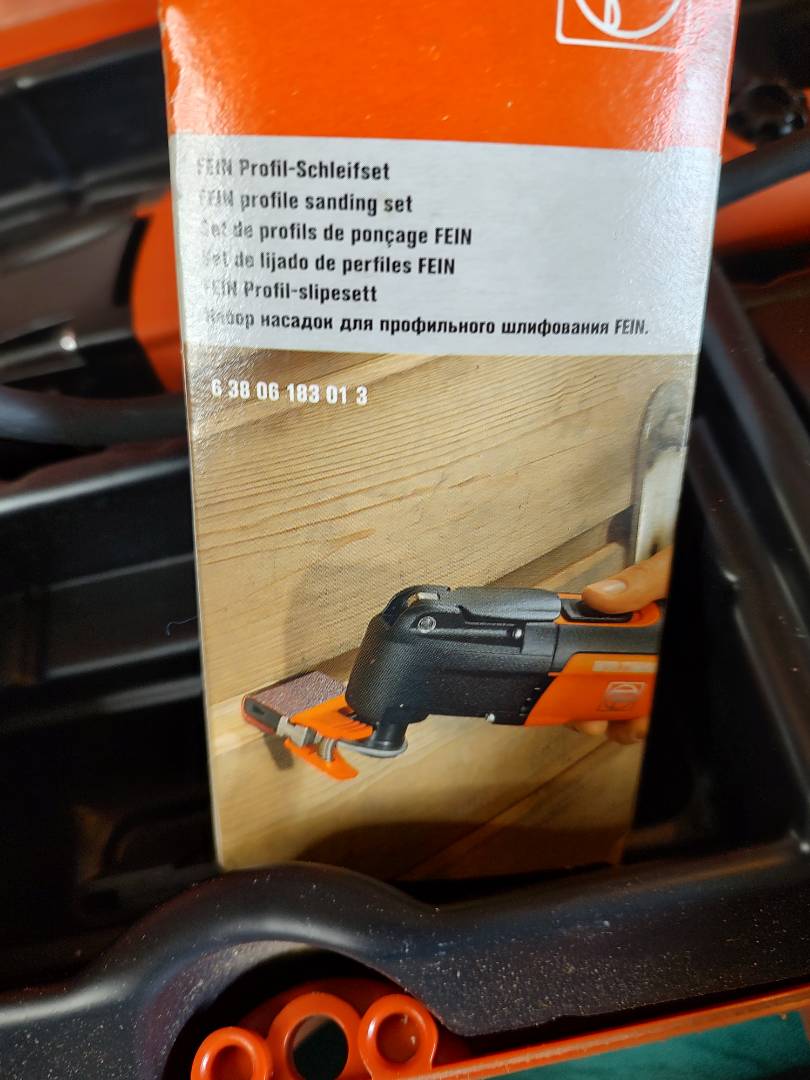 FEIN Profil-Schleifset
FEIN profile sanding set
Set de profils de ponçage FEIN
Set de lijado de perfiles FEIN
FEIN Profil-slipesett
Набор насадок для профильного шлифования FEIN.
6 38 06 183 01 3